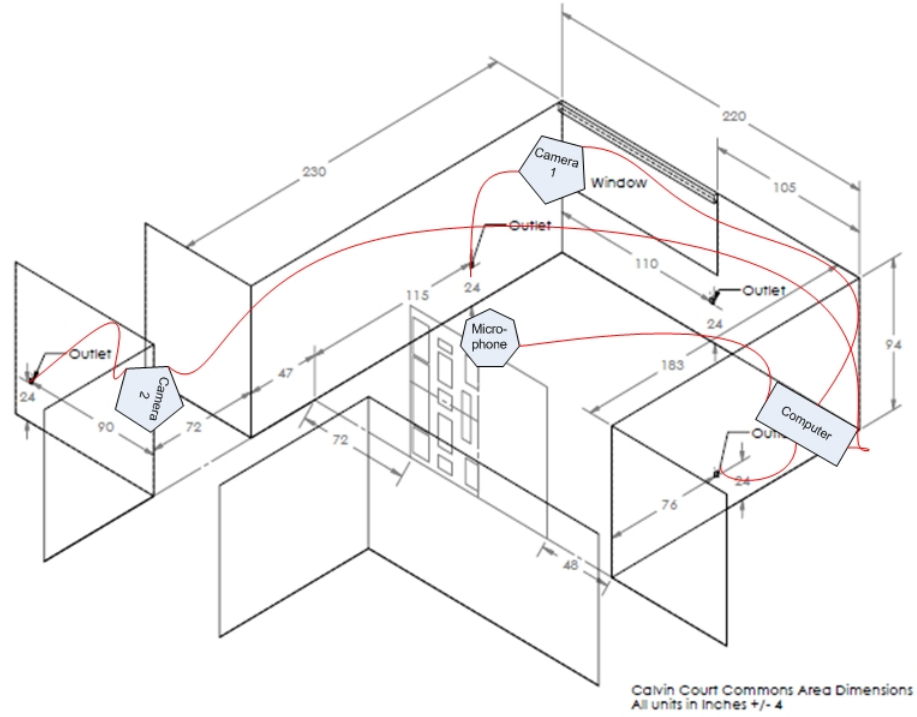 220
105
230
Camera
1
Window
Outlet
110
Outlet
24
115
24
94
Micro-
phone
183
47
Outlet
24
Camera
2
90
72
72
Computer
24
76
48
Calvin Court Commons Area Dimensions
All units in Inches +/- 4